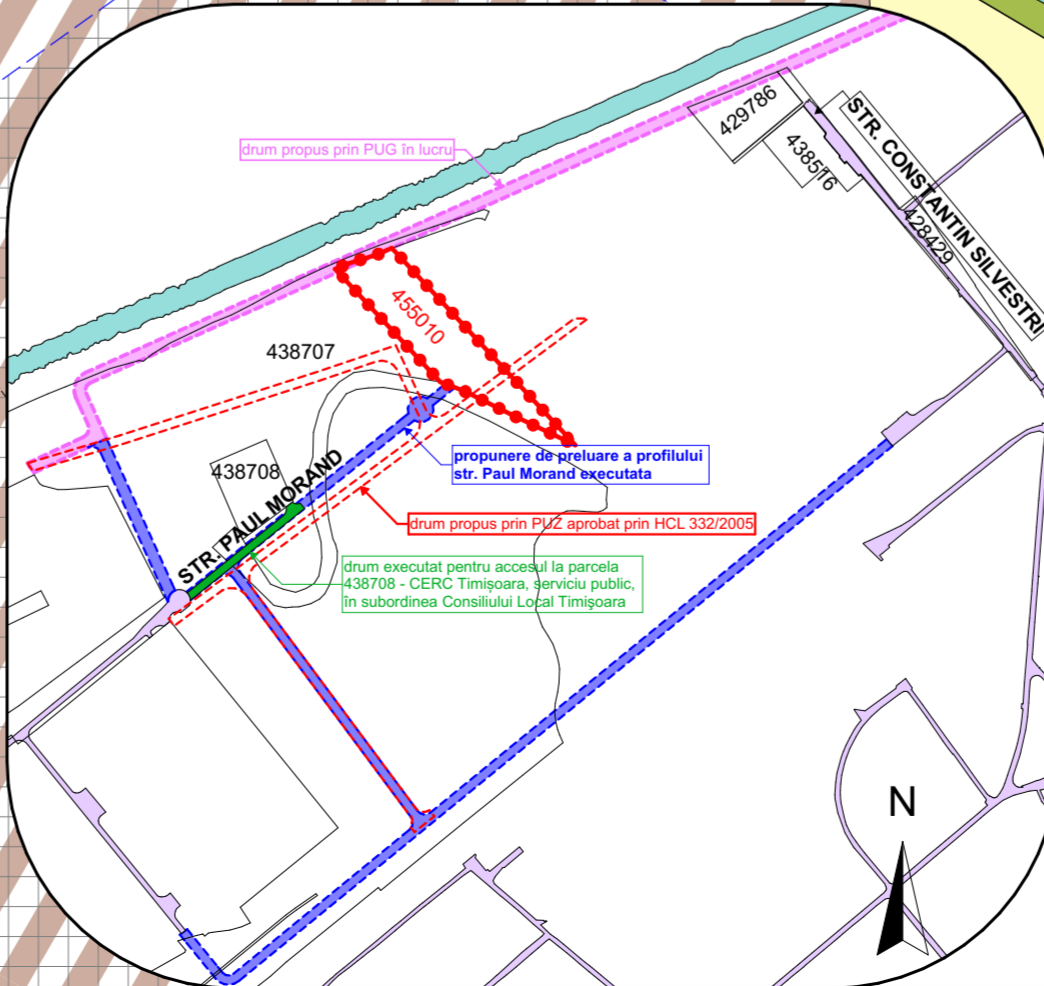 429786
STR. CONSTANTIN SILVESTRI
438516
drum propus prin PUG în lucru
428429
455010
438707
propunere de preluare a profilului
str. Paul Morand executata
438708
STR. PAUL MORAND
drum propus prin PUZ aprobat prin HCL 332/2005
drum executat pentru accesul la parcela
438708 - CERC Timișoara, serviciu public,
în subordinea Consiliului Local Timişoara
N